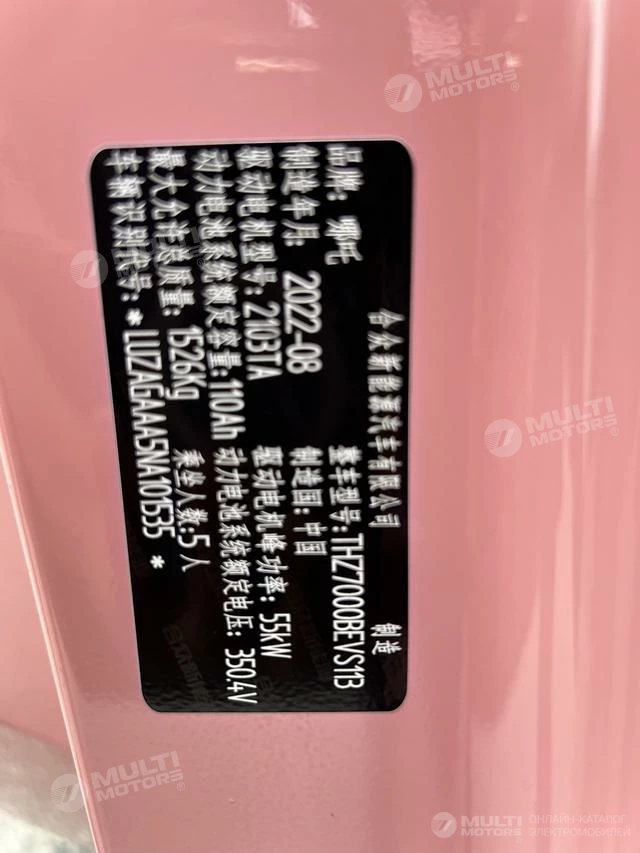 合众新能源汽车有限公司 制造
品牌: 哪吒 整车型号: THZ7000BEVS13
制造年月: 2022-08 制造国: 中国
驱动电机型号: 2103TA 驱动电机峰功率: 55kW
动力电池系统额定容量: 110Ah 动力电池系统额定电压: 350.4V
最大允许总质量: 1526Kg 乘坐人数: 5人
车辆识别代号: *LUZAGAAA5NA101535*
MULTI MOTORS®
MULTI MOTORS®
MULTI MOTORS®
MULTI MOTORS® ОНЛАЙН-КАТАЛОГ ЭЛЕКТРОМОБИЛЕЙ